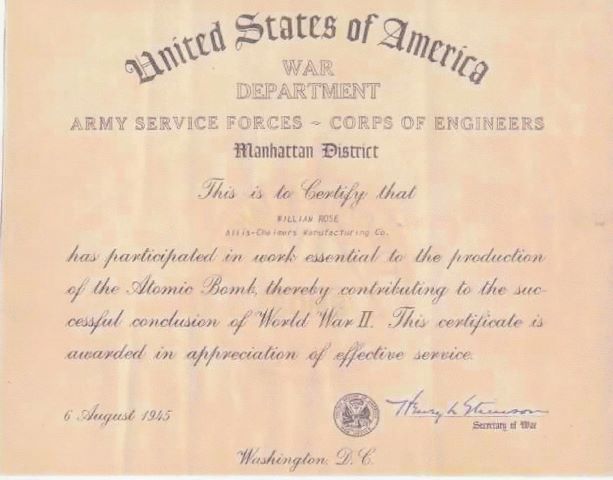 United States of America
WAR
DEPARTMENT
ARMY SERVICE FORCES ~ CORPS OF ENGINEERS
Manhattan District
This is to Certify that
WILLIAN ROSE
Allis-Chalmers Manufacturing Co.
has participated in work essential to the production
of the Atomic Bomb, thereby contributing to the suc-
cessful conclusion of World War II. This certificate is
awarded in appreciation of effective service.
6 August 1945
Henry L Stimson
Secretary of War
Washington, D.C.